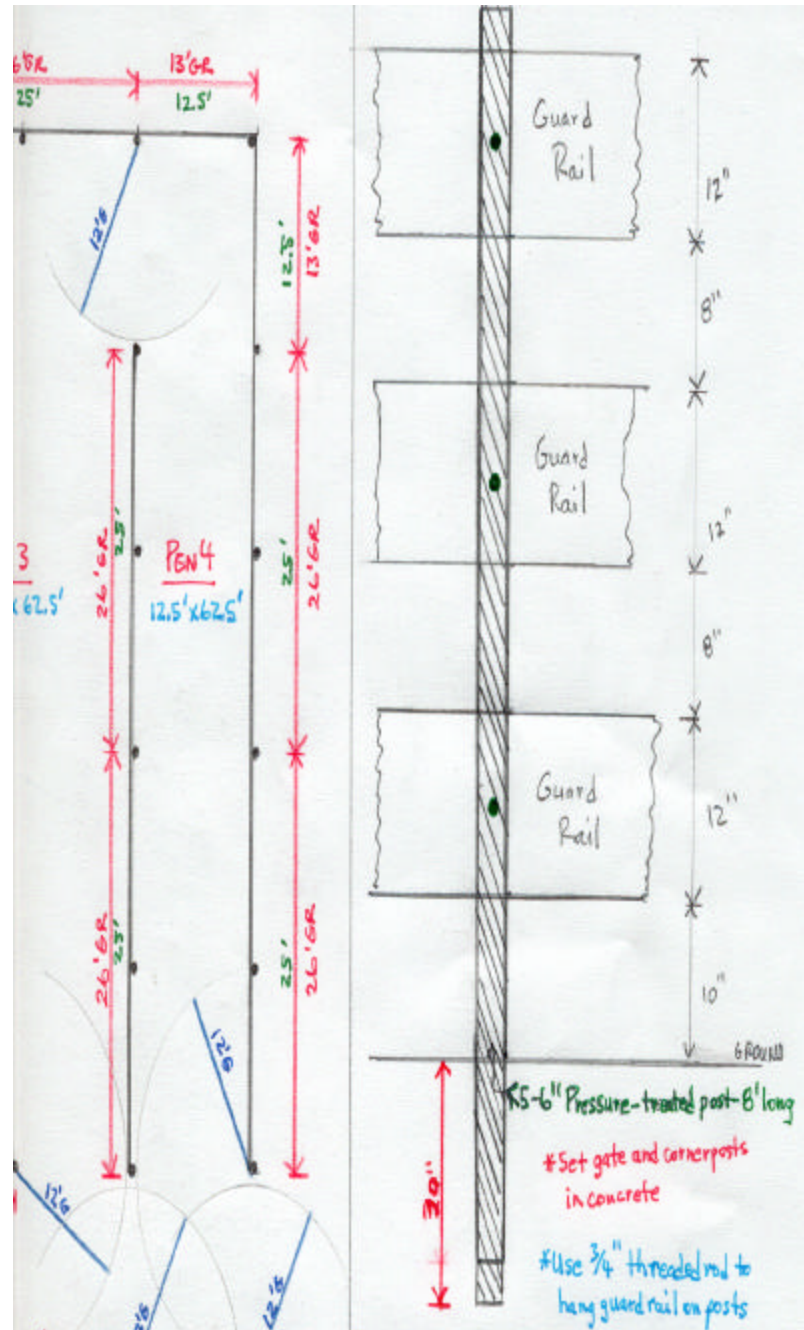 13'GR
25'
12.5'
12'G
12.5'
13'GR
26'GR
25'
25'
26'GR
3
PEN 4
x 62.5'
12.5'x62.5'
26'GR
25'
25'
26'GR
12'G
12'G
12'G
Guard
Rail
12"
8"
Guard
Rail
12"
8"
Guard
Rail
12"
10"
GROUND
5-6" Pressure-treated post-8' long
*Set gate and cornerposts
in concrete
*Use 3/4" threaded rod to
hang guard rail on posts